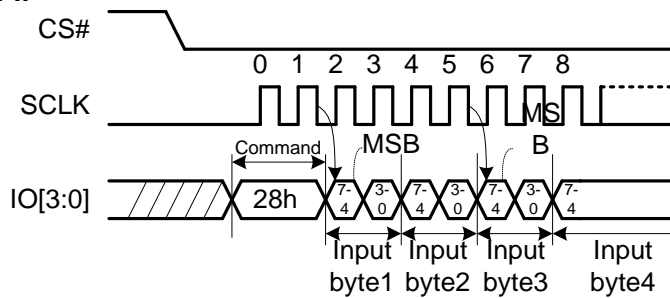 CS#
0 1 2 3 4 5 6 7 8
SCLK
MS
B
Command
MSB
IO[3:0]
28h
7-4 3-0 7-4 3-0 7-4 3-0 7-4
Input byte1
Input byte2
Input byte3
Input byte4